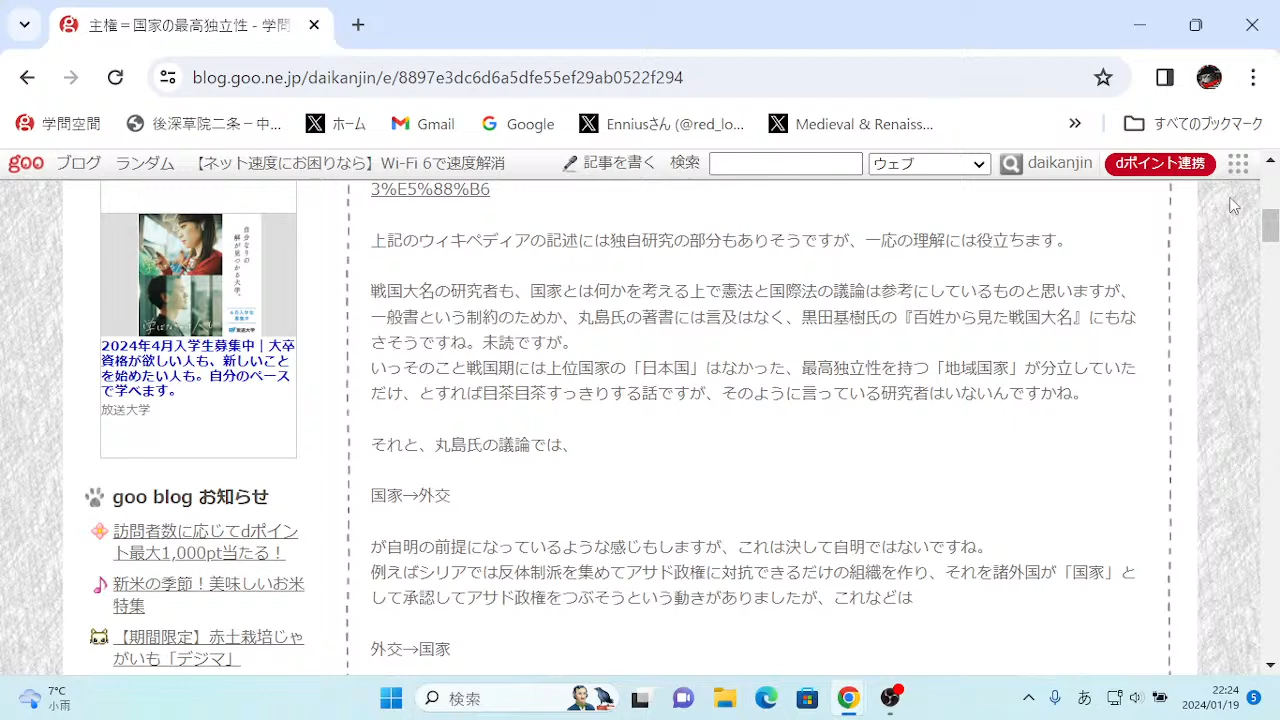 主権＝国家の最高独立性 - 学問
blog.goo.ne.jp/daikanjin/e/8897e3dc6d6a5dfe55ef29ab0522f294
学問空間
後深草院二条－中...
ホーム
Gmail
Google
Enniusさん (@red_lo...
Medieval & Renaiss...
すべてのブックマーク
goo ブログ ランダム 【ネット速度にお困りなら】Wi-Fi 6で速度解消
記事を書く 検索 ウェブ daikanjin dポイント連携
3%E5%88%B6
上記のウィキペディアの記述には独自研究の部分もありそうですが、一応の理解には役立ちます。
戦国大名の研究者も、国家とは何かを考える上で憲法と国際法の議論は参考にしているものと思いますが、
一般書という制約のためか、丸島氏の著書には言及はなく、黒田基樹氏の『百姓から見た戦国大名』にもな
さそうですね。未読ですが。
いっそのこと戦国期には上位国家の「日本国」はなかった、最高独立性を持つ「地域国家」が分立していた
だけ、とすれば目茶目茶すっきりする話ですが、そのように言っている研究者はいないんですかね。
それと、丸島氏の議論では、
国家→外交
が自明の前提になっているような感じもしますが、これは決して自明ではないですね。
例えばシリアでは反体制派を集めてアサド政権に対抗できるだけの組織を作り、それを諸外国が「国家」と
して承認してアサド政権をつぶそうという動きがありましたが、これなどは
外交→国家
自分なりの
解が見つかる大学。
4月入学生
募集中
放送大学
2024年4月入学生募集中｜大卒
資格が欲しい人も、新しいこと
を始めたい人も。自分のペース
で学べます。
放送大学
goo blog お知らせ
訪問者数に応じてdポイン
ト最大1,000pt当たる！
新米の季節！美味しいお米
特集
【期間限定】赤土栽培じゃ
がいも「デジマ」
7°C
小雨
検索
あ
22:24
2024/01/19
5